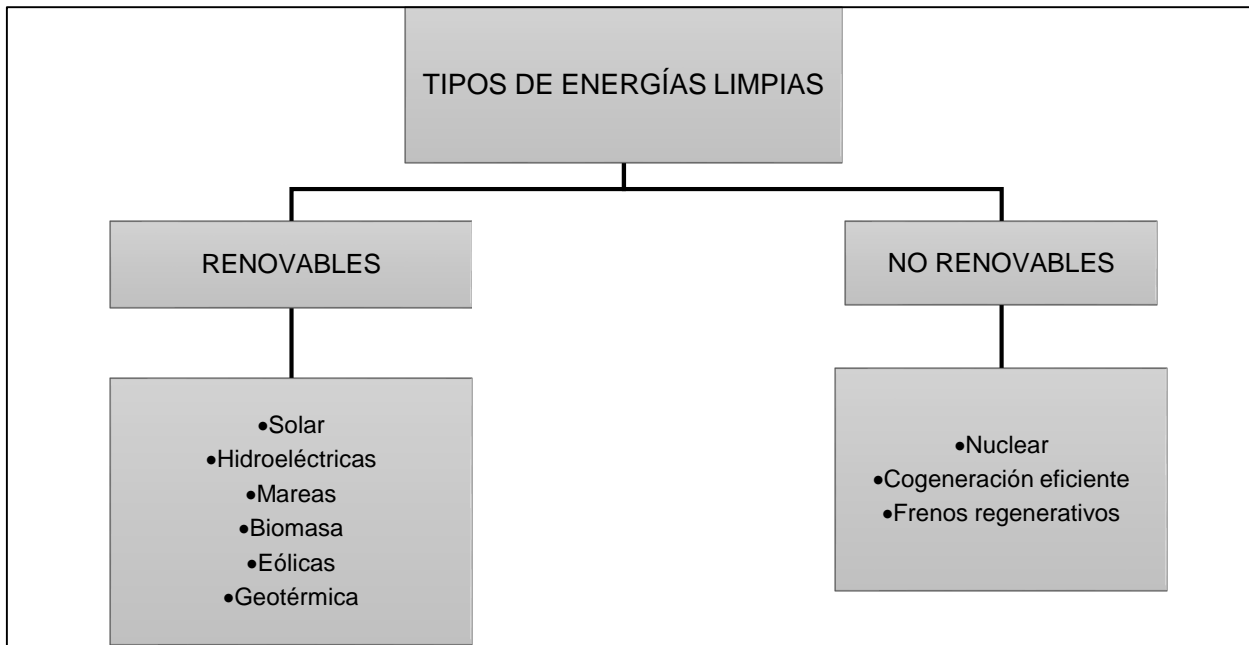 TIPOS DE ENERGÍAS LIMPIAS
RENOVABLES
NO RENOVABLES
•Solar
•Hidroeléctricas
•Mareas
•Biomasa
•Eólicas
•Geotérmica
•Nuclear
•Cogeneración eficiente
•Frenos regenerativos